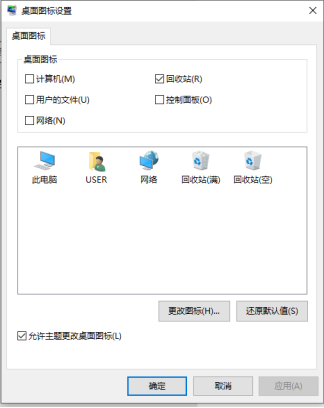 桌面图标设置
桌面图标
桌面图标
计算机(M)
回收站(R)
用户的文件(U)
控制面板(O)
网络(N)
此电脑
USER
网络
回收站(满)
回收站(空)
更改图标(H)...
还原默认值(S)
允许主题更改桌面图标(L)
确定
取消
应用(A)